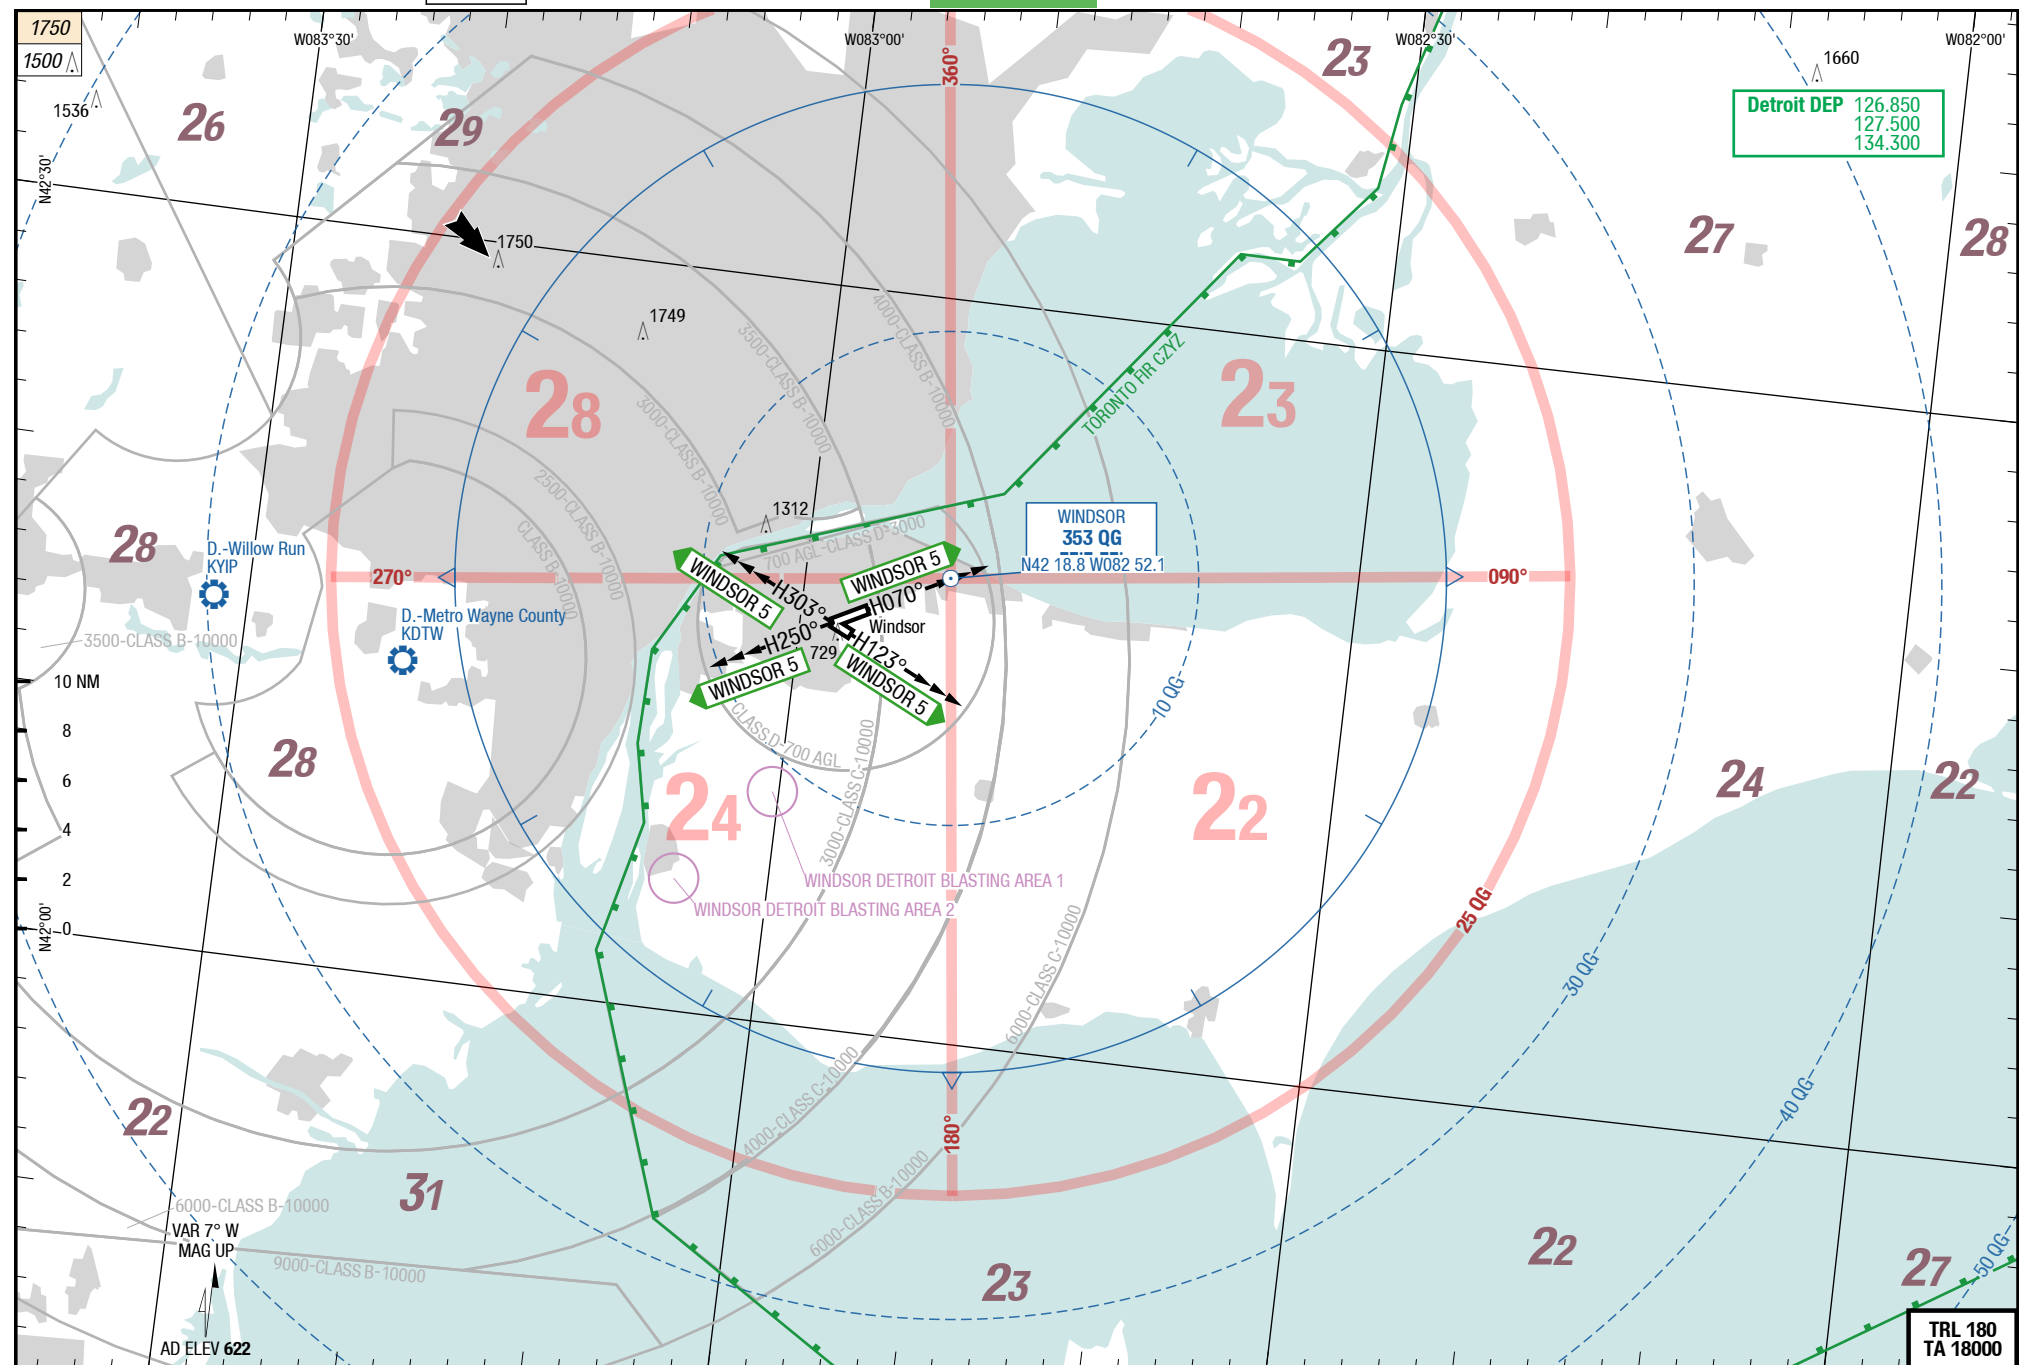 1750
1500
W083°30'
W083°00'
W082°30'
W082°00'
360°
1660
23
1536
26
29
Detroit DEP 126.850
127.500
134.300
N42°30'
1750
27
28
1749
4000-CLASS B-10000
3500-CLASS B-10000
TORONTO FIR CZYZ
28
23
3000-CLASS B-10000
2500-CLASS B-10000
CLASS B-10000
1312
700 AGL-CLASS D-3000
WINDSOR
353 QG
N42 18.8 W082 52.1
28
D.-Willow Run
KYIP
270°
090°
WINDSOR 5
WINDSOR 5
H303°
H070°
D.-Metro Wayne County
KDTW
Windsor
H250°
729
H123°
WINDSOR 5
WINDSOR 5
3500-CLASS B-10000
10 NM
8
6
4
2
0
10 QG
CLASS D-700 AGL
28
24
22
24
22
3000-CLASS C-10000
WINDSOR DETROIT BLASTING AREA 1
WINDSOR DETROIT BLASTING AREA 2
N42°00'
25 QG
30 QG
6000-CLASS C-10000
4000-CLASS C-10000
40 QG
22
180°
31
6000-CLASS B-10000
6000-CLASS B-10000
VAR 7° W
MAG UP
9000-CLASS B-10000
22
23
27
50 QG
AD ELEV 622
TRL 180
TA 18000